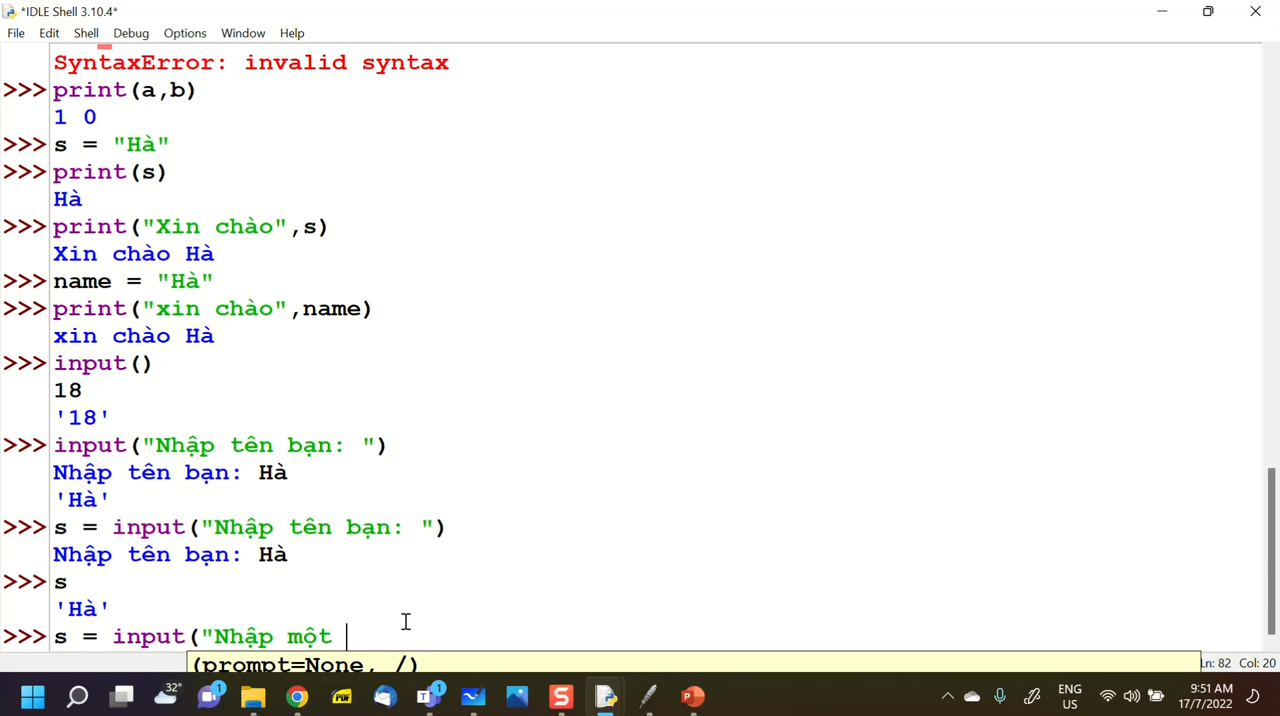 *IDLE Shell 3.10.4*
File Edit Shell Debug Options Window Help
SyntaxError: invalid syntax
>>> print(a,b)
1 0
>>> s = "Hà"
>>> print(s)
Hà
>>> print("Xin chào",s)
Xin chào Hà
>>> name = "Hà"
>>> print("xin chào",name)
xin chào Hà
>>> input()
18
'18'
>>> input("Nhập tên bạn: ")
Nhập tên bạn: Hà
'Hà'
>>> s = input("Nhập tên bạn: ")
Nhập tên bạn: Hà
>>> s
'Hà'
>>> s = input("Nhập một
(prompt=None, /)
Ln: 82 Col: 20
32°
1
PDF
1
S
P
ENG
US
9:51 AM
17/7/2022